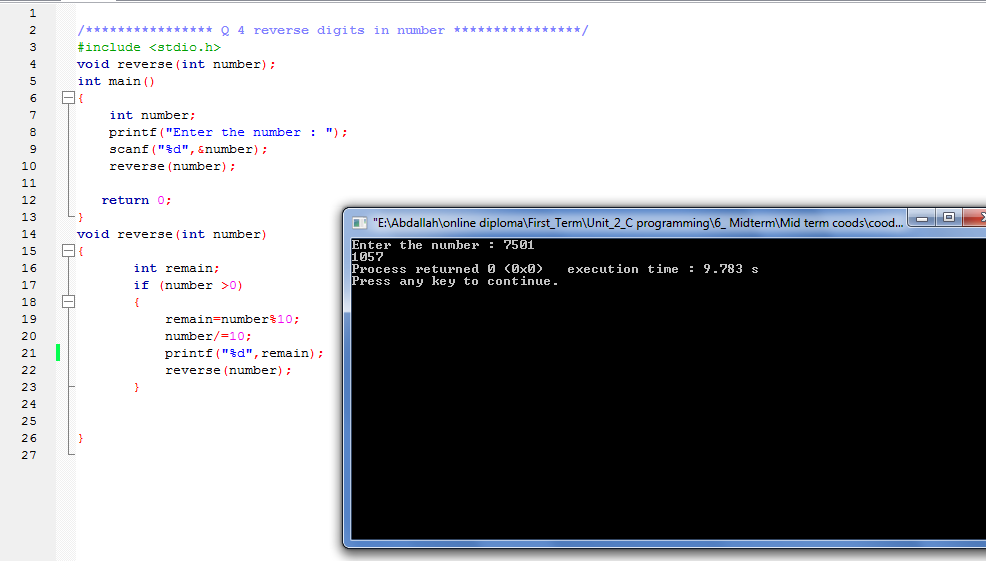 1
2 /**************** Q 4 reverse digits in number ****************/
3 #include <stdio.h>
4 void reverse(int number);
5 int main()
6 {
7     int number;
8     printf("Enter the number : ");
9     scanf("%d",&number);
10     reverse(number);
11
12    return 0;
13 }
14 void reverse(int number)
15 {
16        int remain;
17        if (number >0)
18        {
19            remain=number%10;
20            number/=10;
21            printf("%d",remain);
22            reverse(number);
23        }
24
25
26 }
27
"E:\Abdallah\online diploma\First_Term\Unit_2_C programming\6_ Midterm\Mid term coods\cood...
Enter the number : 7501
1057
Process returned 0 (0x0)   execution time : 9.783 s
Press any key to continue.